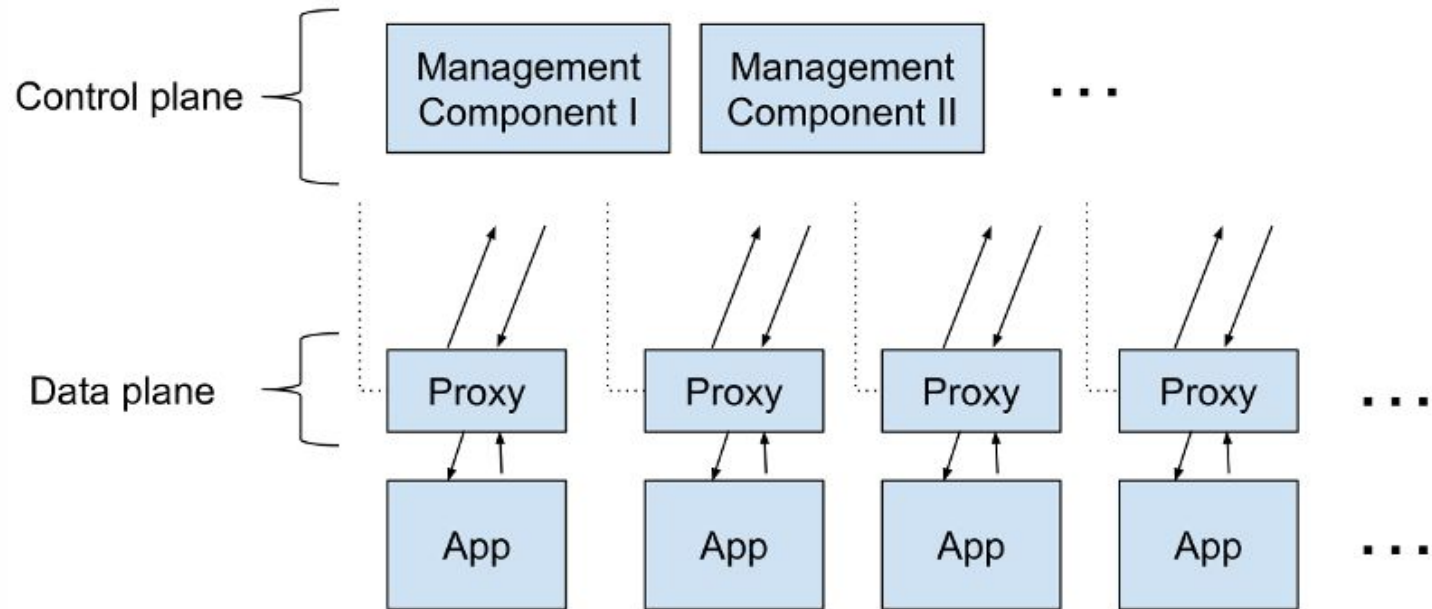 Control plane
Management
Component I
Management
Component II
...
Data plane
Proxy
Proxy
Proxy
Proxy
...
App
App
App
App
...